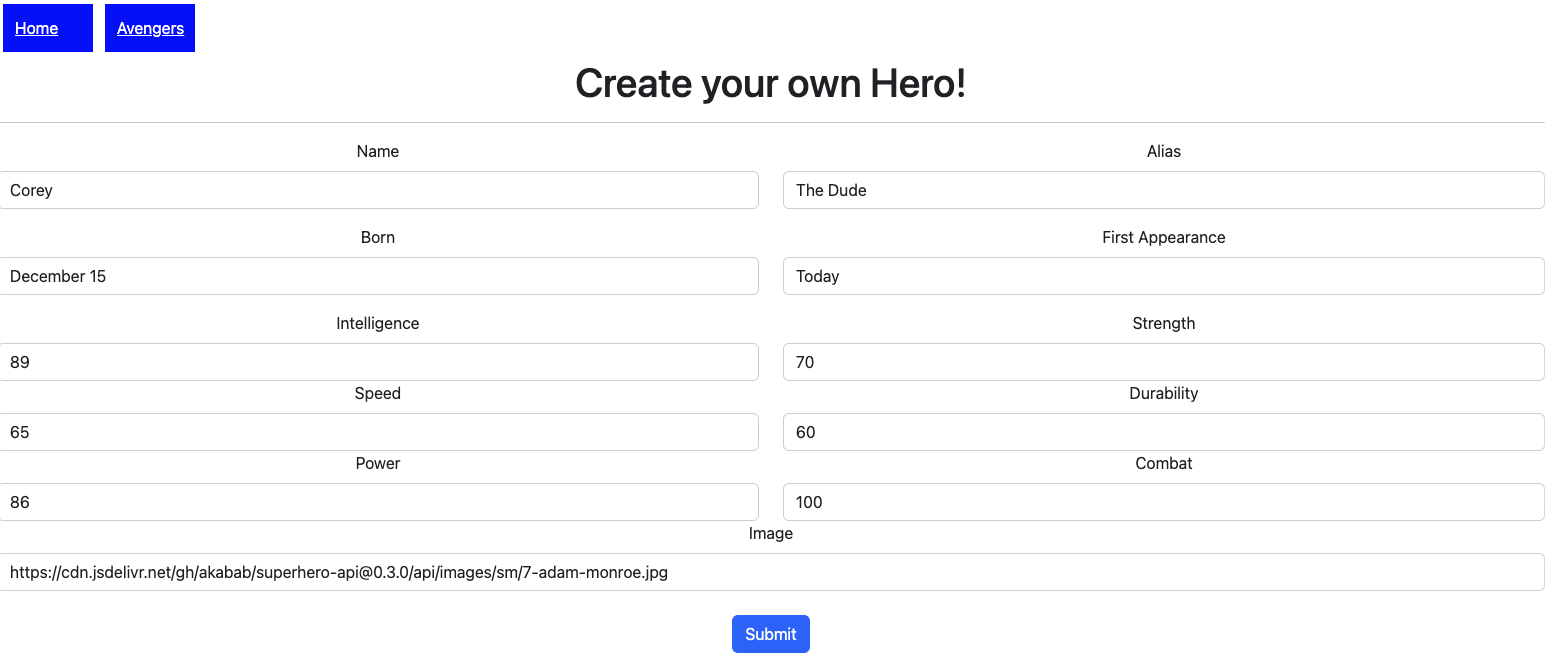 Home Avengers
Create your own Hero!
Name Alias
Corey The Dude
Born First Appearance
December 15 Today
Intelligence Strength
89 70
Speed Durability
65 60
Power Combat
86 100
Image
https://cdn.jsdelivr.net/gh/akabab/superhero-api@0.3.0/api/images/sm/7-adam-monroe.jpg
Submit